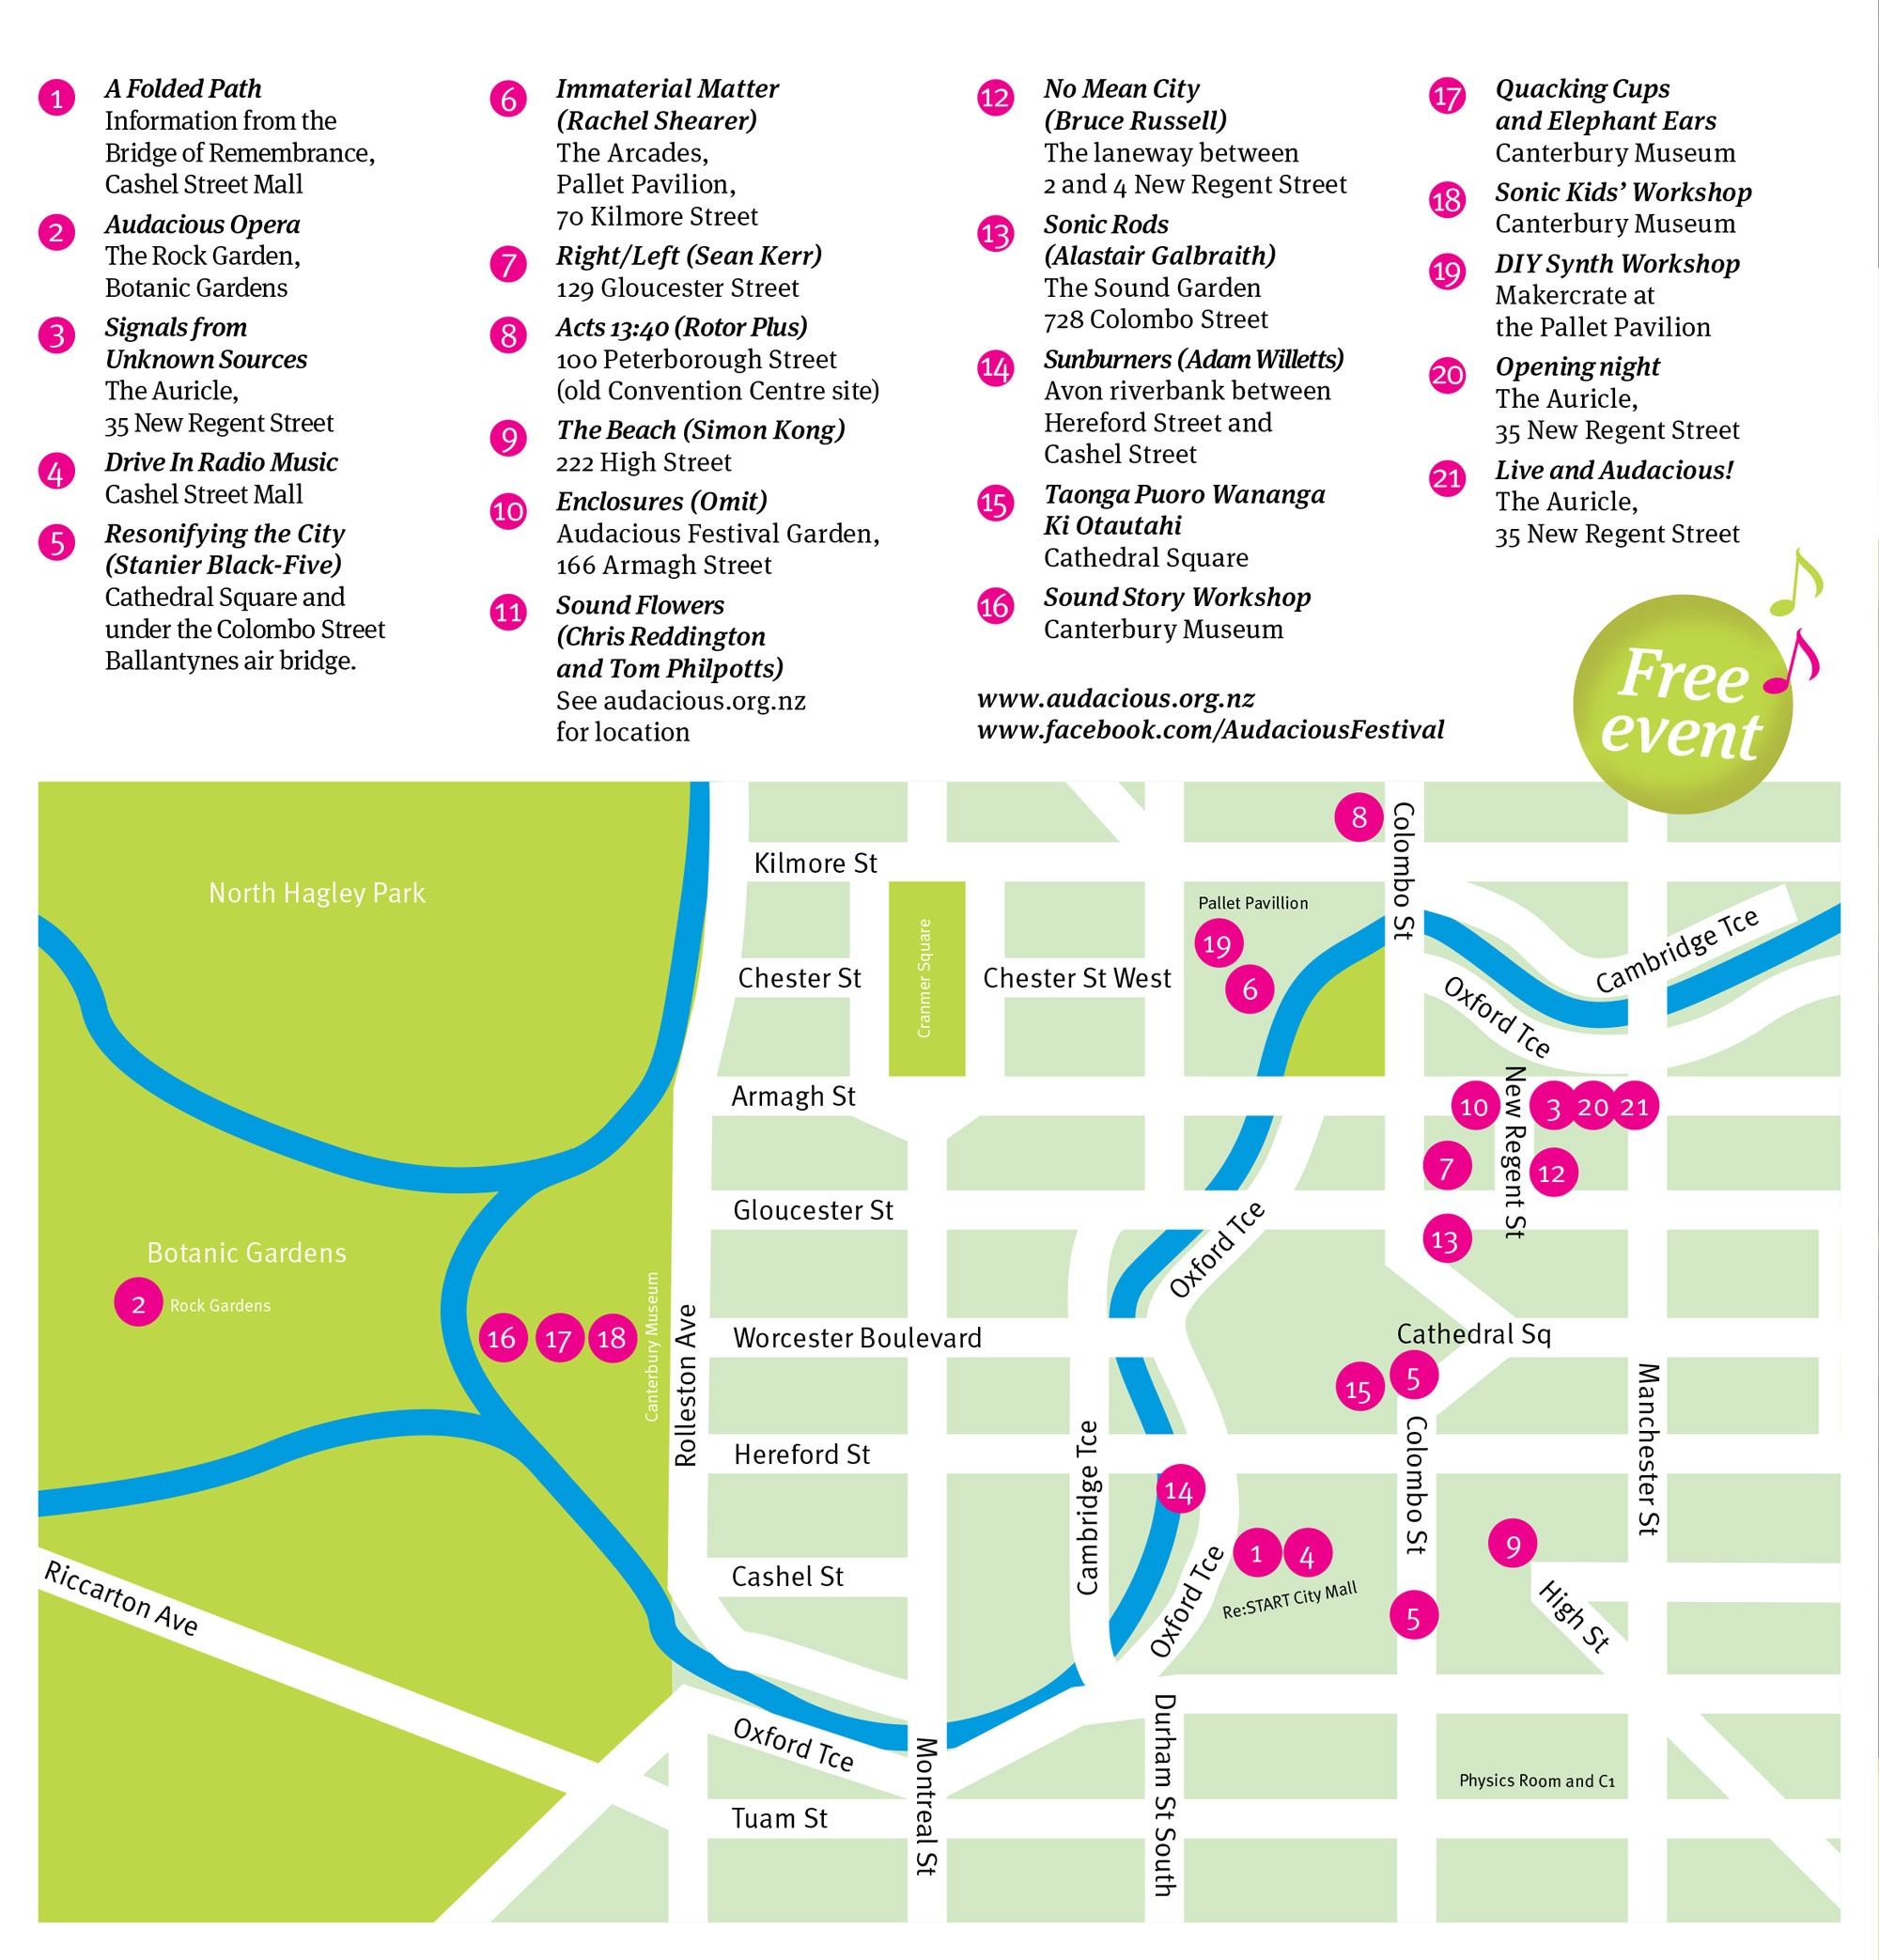 1
A Folded Path
Information from the
Bridge of Remembrance,
Cashel Street Mall
2
Audacious Opera
The Rock Garden,
Botanic Gardens
3
Signals from
Unknown Sources
The Auricle,
35 New Regent Street
4
Drive In Radio Music
Cashel Street Mall
5
Resonifying the City
(Stanier Black-Five)
Cathedral Square and
under the Colombo Street
Ballantynes air bridge.
6
Immaterial Matter
(Rachel Shearer)
The Arcades,
Pallet Pavilion,
70 Kilmore Street
7
Right/Left (Sean Kerr)
129 Gloucester Street
8
Acts 13:40 (Rotor Plus)
100 Peterborough Street
(old Convention Centre site)
9
The Beach (Simon Kong)
222 High Street
10
Enclosures (Omit)
Audacious Festival Garden,
166 Armagh Street
11
Sound Flowers
(Chris Reddington
and Tom Philpotts)
See audacious.org.nz
for location
12
No Mean City
(Bruce Russell)
The laneway between
2 and 4 New Regent Street
13
Sonic Rods
(Alastair Galbraith)
The Sound Garden
728 Colombo Street
14
Sunburners (Adam Willetts)
Avon riverbank between
Hereford Street and
Cashel Street
15
Taonga Puoro Wananga
Ki Otautahi
Cathedral Square
16
Sound Story Workshop
Canterbury Museum
17
Quacking Cups
and Elephant Ears
Canterbury Museum
18
Sonic Kids’ Workshop
Canterbury Museum
19
DIY Synth Workshop
Makercrate at
the Pallet Pavilion
20
Opening night
The Auricle,
35 New Regent Street
21
Live and Audacious!
The Auricle,
35 New Regent Street
www.audacious.org.nz
www.facebook.com/AudaciousFestival
Free
event
8
Colombo St
Kilmore St
North Hagley Park
Pallet Pavillion
19
6
Cranmer Square
Chester St
Chester St West
Cambridge Tce
Oxford Tce
Armagh St
10
New Regent St
3
20
21
7
12
Gloucester St
Oxford Tce
13
Botanic Gardens
2
Rock Gardens
16
17
18
Canterbury Museum
Rolleston Ave
Worcester Boulevard
Cathedral Sq
15
5
Colombo St
Manchester St
Hereford St
Cambridge Tce
14
Oxford Tce
1
4
Re:START City Mall
9
5
High St
Cashel St
Riccarton Ave
Oxford Tce
Montreal St
Durham St South
Physics Room and C1
Tuam St